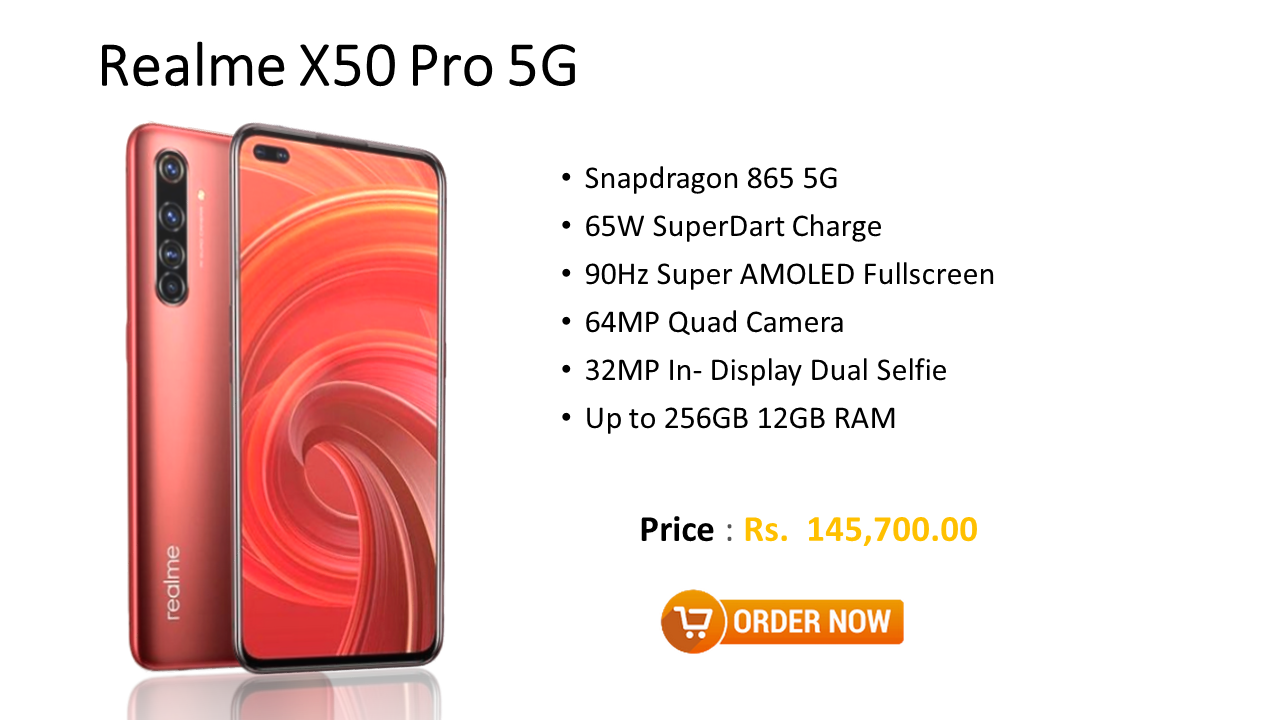 Realme X50 Pro 5G
• Snapdragon 865 5G
• 65W SuperDart Charge
• 90Hz Super AMOLED Fullscreen
• 64MP Quad Camera
• 32MP In- Display Dual Selfie
• Up to 256GB 12GB RAM
Price : Rs. 145,700.00
ORDER NOW
realme